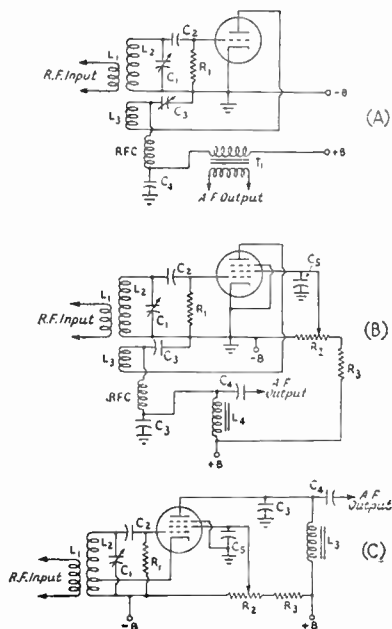 L1
L2
C2
R.F. Input
C1
R1
L3
C3
-B
(A)
RFC
C4
T1
+B
A F Output
C2
C5
L1
L2
R.F. Input
C1
R1
(B)
-B
R2
L3
C3
R3
RFC
C4
A F Output
C3
L4
+B
C4
A F Output
C3
C2
L1
L2
R.F. Input
C1
R1
C5
L3
(C)
R2
R3
-B
+B